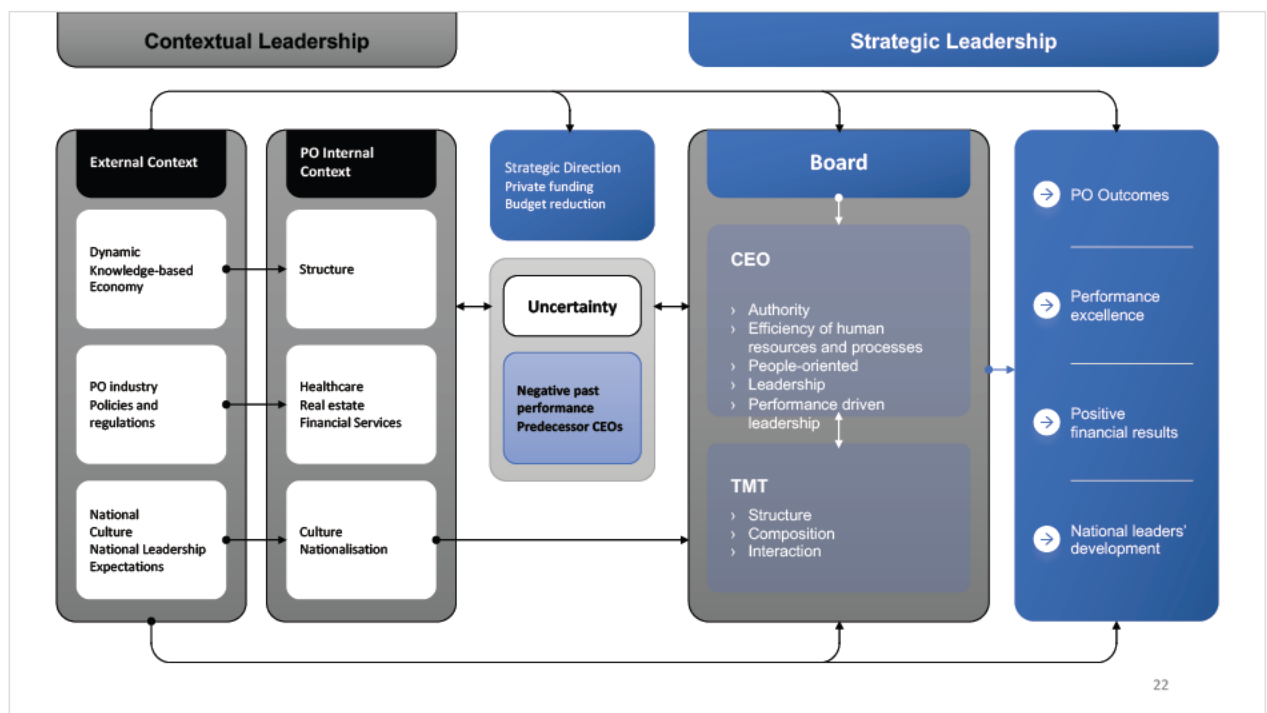 Contextual Leadership
Strategic Leadership
External Context
Dynamic
Knowledge-based
Economy
PO industry
Policies and
regulations
National
Culture
National Leadership
Expectations
PO Internal
Context
Structure
Healthcare
Real estate
Financial Services
Culture
Nationalisation
Strategic Direction
Private funding
Budget reduction
Uncertainty
Negative past
performance
Predecessor CEOs
Board
CEO
› Authority
› Efficiency of human
resources and processes
› People-oriented
› Leadership
› Performance driven
leadership
TMT
› Structure
› Composition
› Interaction
PO Outcomes
Performance
excellence
Positive
financial results
National leaders’
development
22